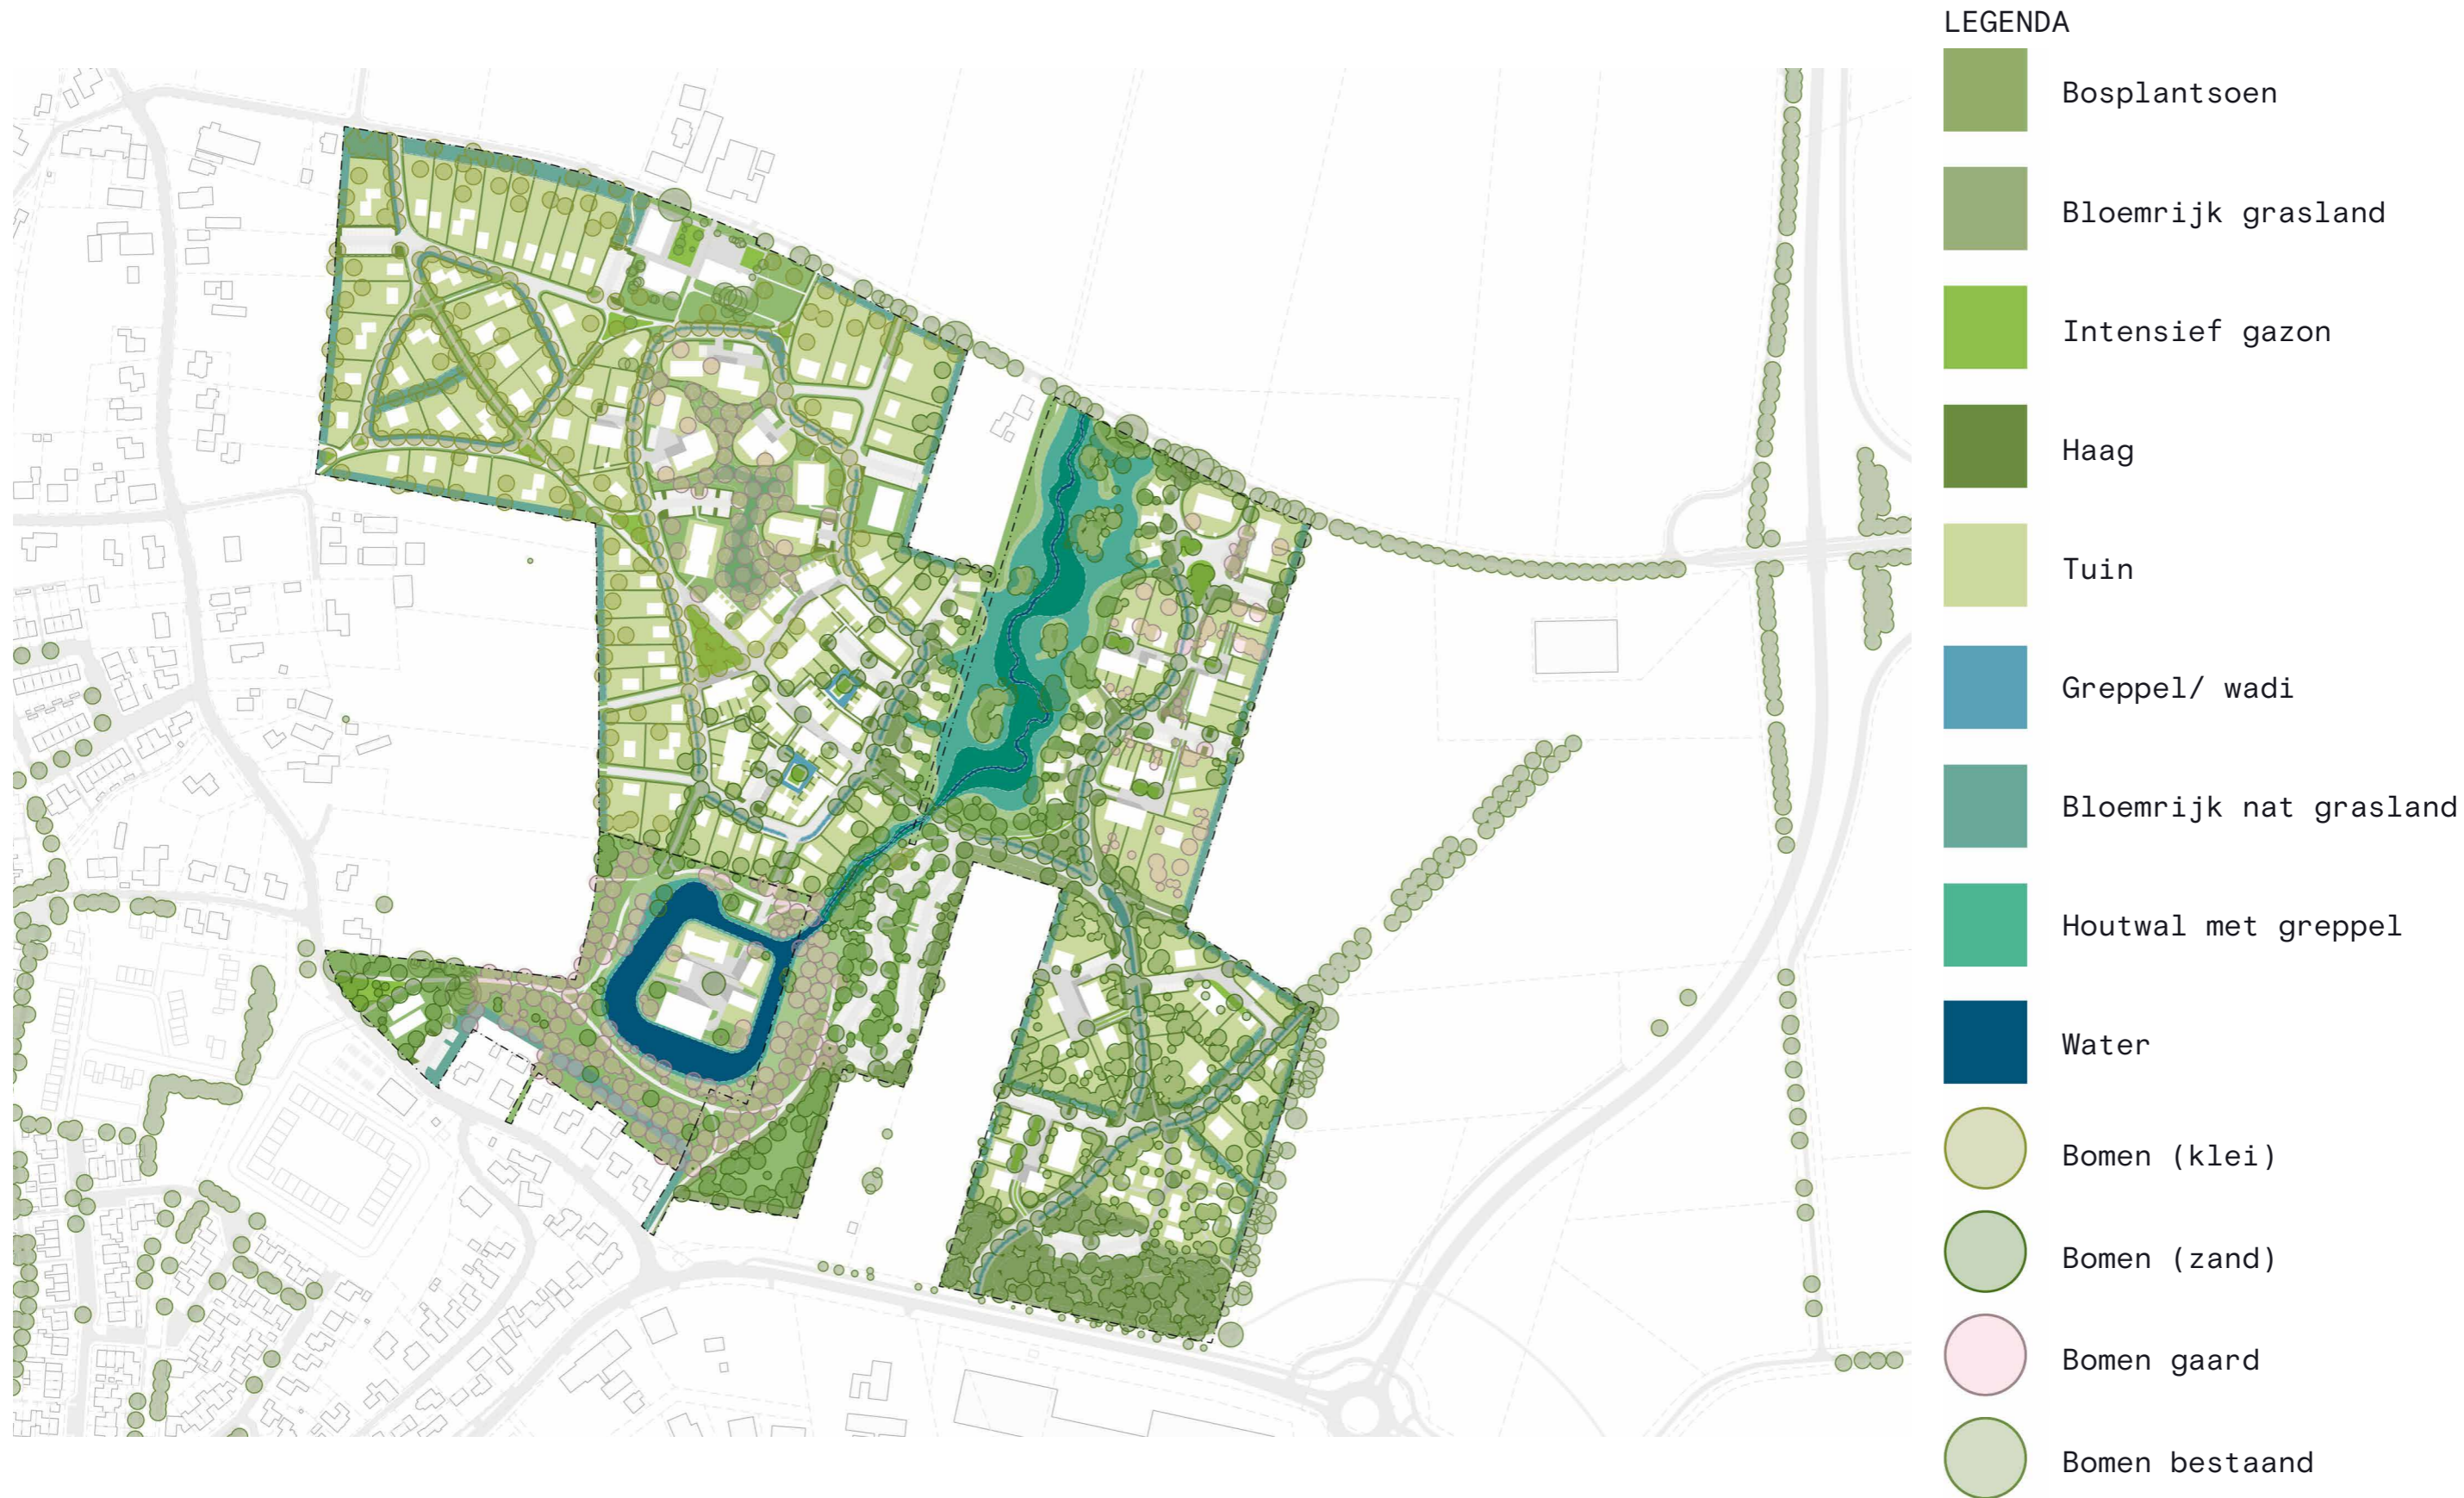 LEGENDA
Bosplantsoen
Bloemrijk grasland
Intensief gazon
Haag
Tuin
Greppel/ wadi
Bloemrijk nat grasland
Houtwal met greppel
Water
Bomen (klei)
Bomen (zand)
Bomen gaard
Bomen bestaand